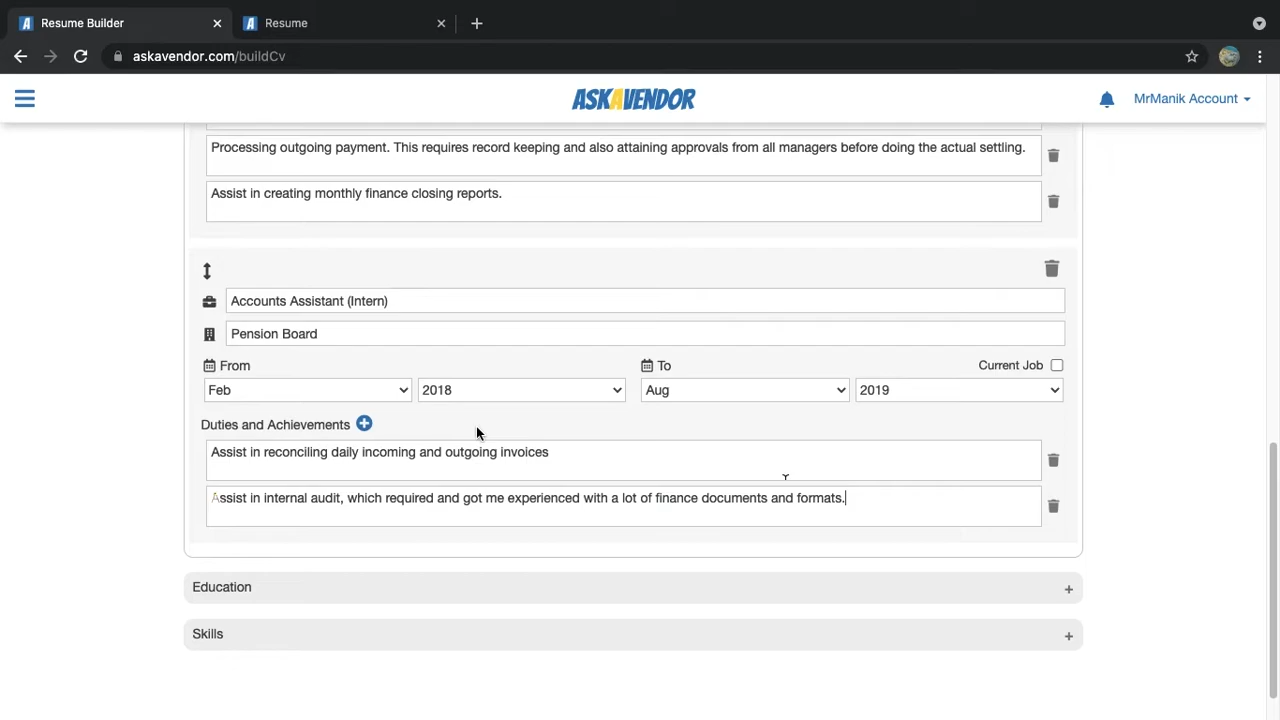 Resume Builder
Resume
askavendor.com/buildCv
ASKAVENDOR
MrManik Account
Processing outgoing payment. This requires record keeping and also attaining approvals from all managers before doing the actual settling.
Assist in creating monthly finance closing reports.
Accounts Assistant (Intern)
Pension Board
From
To
Current Job
Feb
2018
Aug
2019
Duties and Achievements
Assist in reconciling daily incoming and outgoing invoices
Assist in internal audit, which required and got me experienced with a lot of finance documents and formats.
Education
Skills